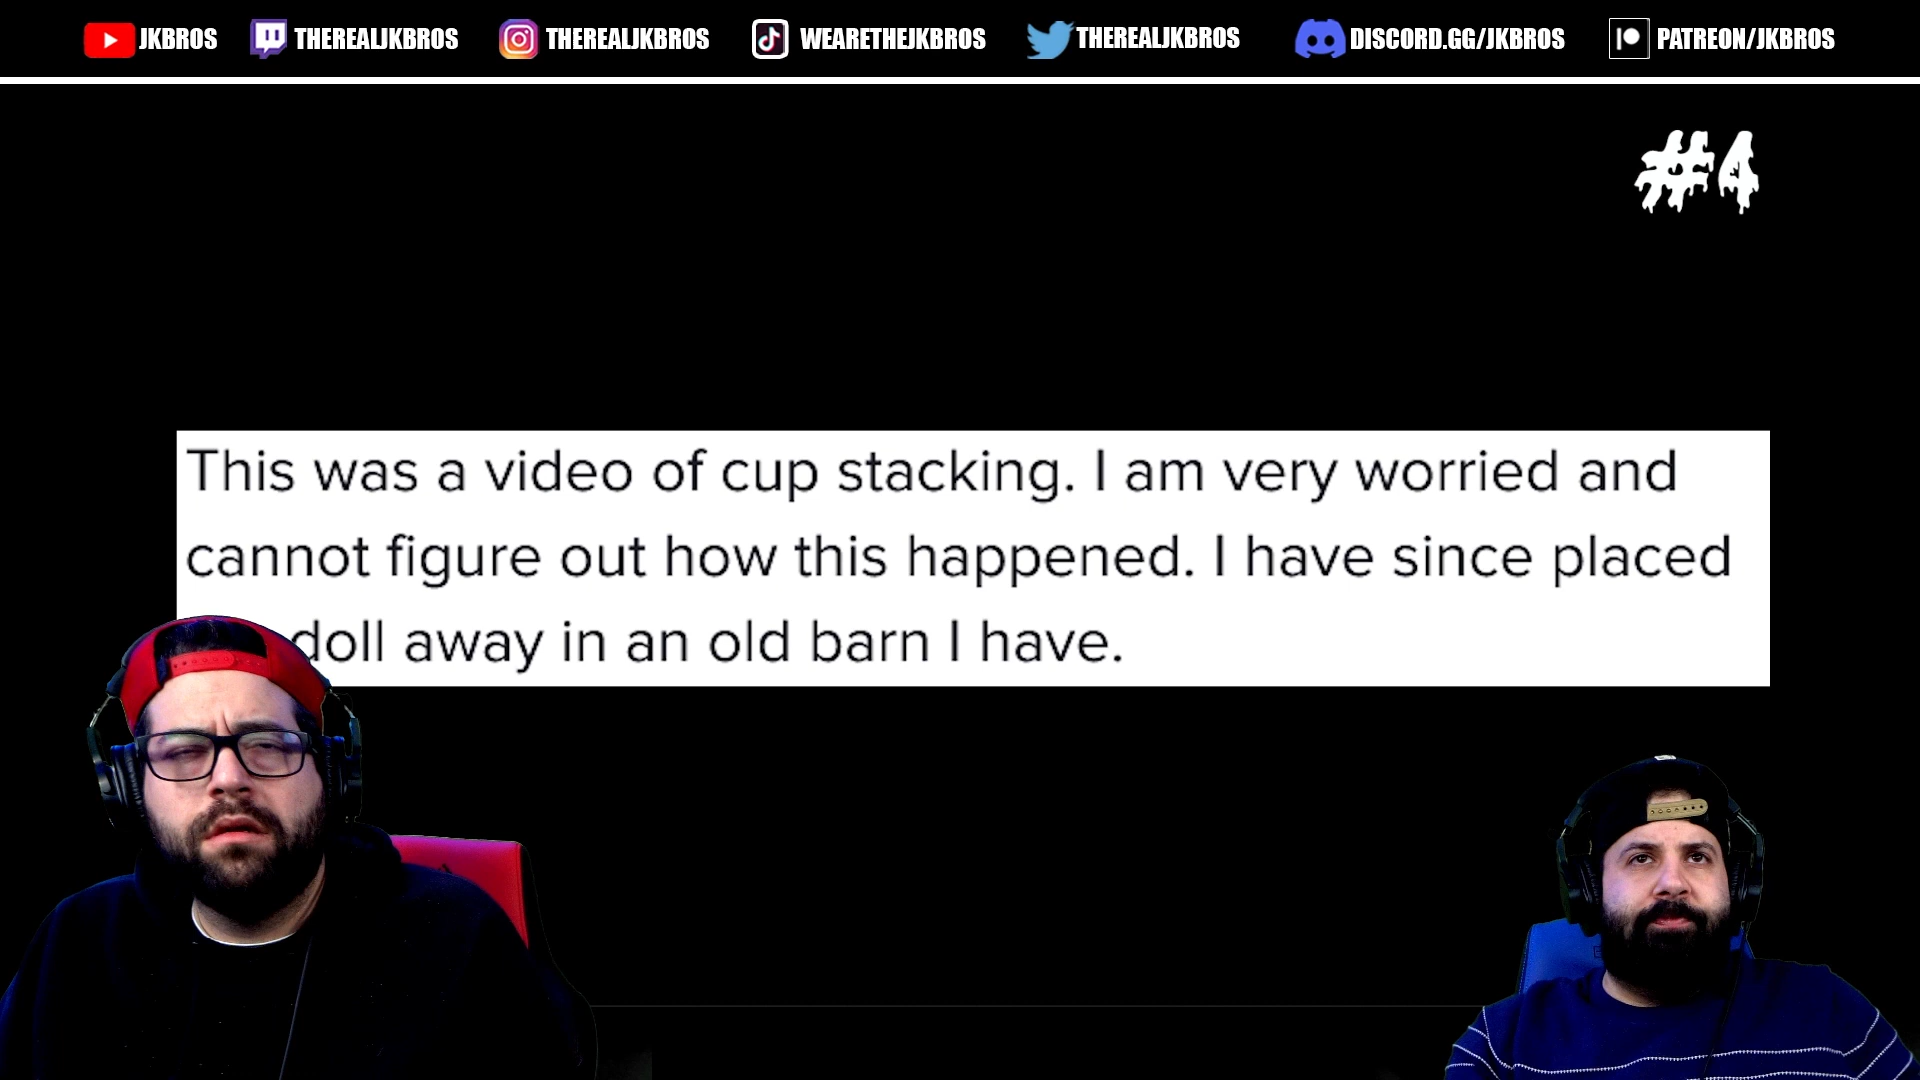 JKBROS THEREALJKBROS THEREALJKBROS WEARETHEJKBROS THEREALJKBROS DISCORD.GG/JKBROS PATREON/JKBROS
#4
This was a video of cup stacking. I am very worried and
cannot figure out how this happened. I have since placed
doll away in an old barn I have.